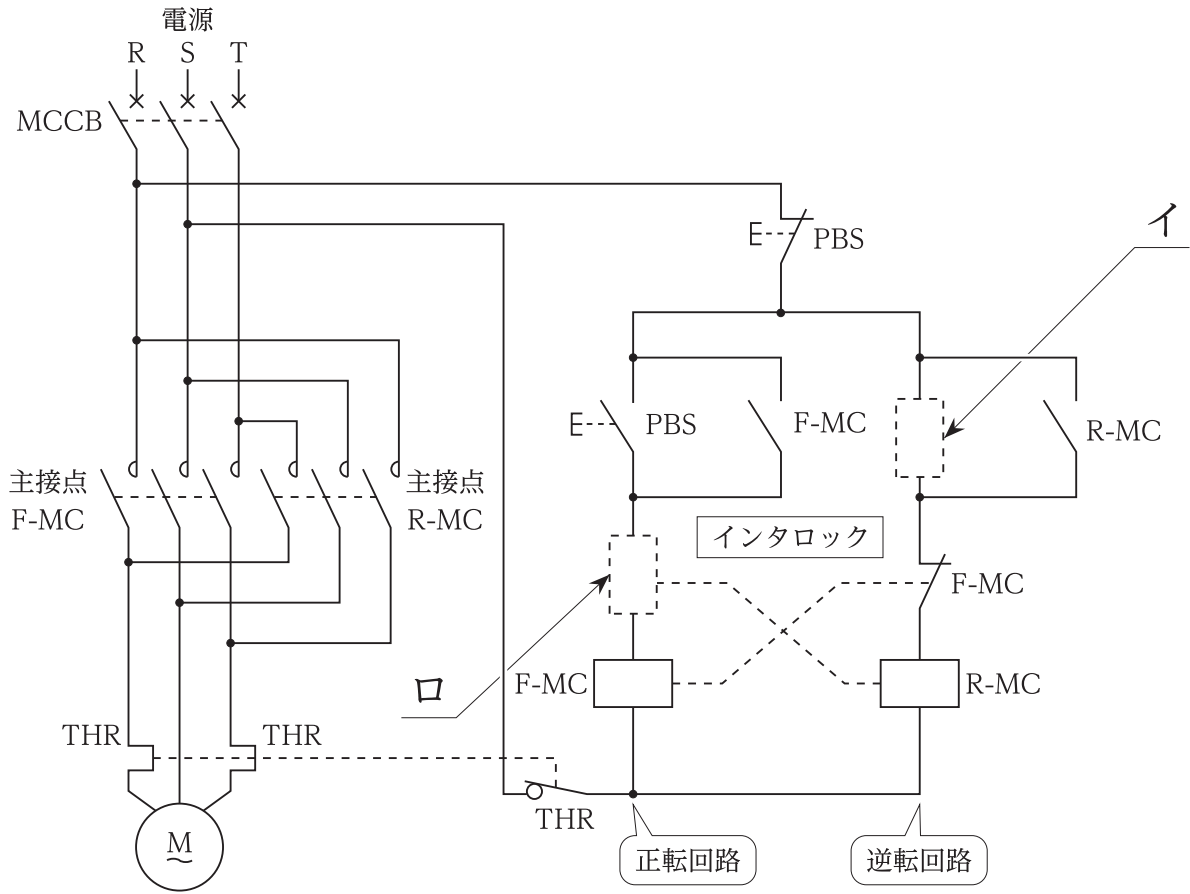 電源
R S T
MCCB
PBS
イ
PBS
F-MC
R-MC
主接点
F-MC
主接点
R-MC
インタロック
F-MC
ロ
F-MC
R-MC
THR
THR
THR
M
正転回路
逆転回路